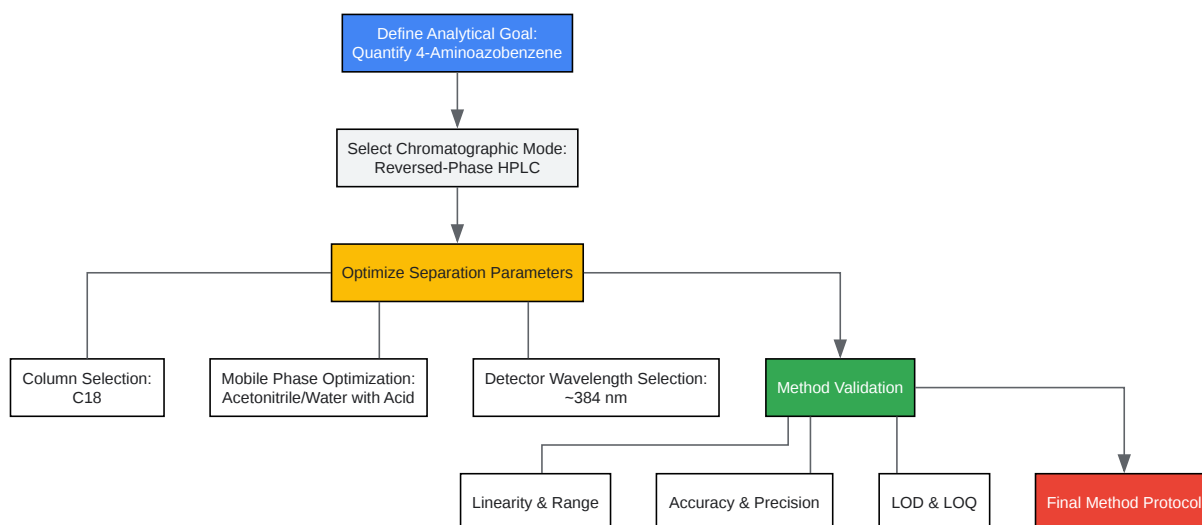 Define Analytical Goal:
Quantify 4-Aminoazobenzene
Select Chromatographic Mode:
Reversed-Phase HPLC
Optimize Separation Parameters
Column Selection:
C18
Mobile Phase Optimization:
Acetonitrile/Water with Acid
Detector Wavelength Selection:
~384 nm
Method Validation
Linearity & Range
Accuracy & Precision
LOD & LOQ
Final Method Protocol